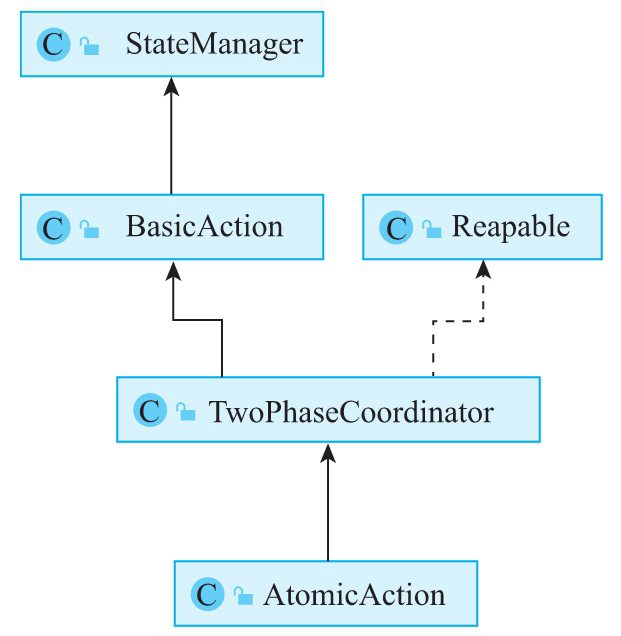 C StateManager
C BasicAction
C Reapable
C TwoPhaseCoordinator
C AtomicAction